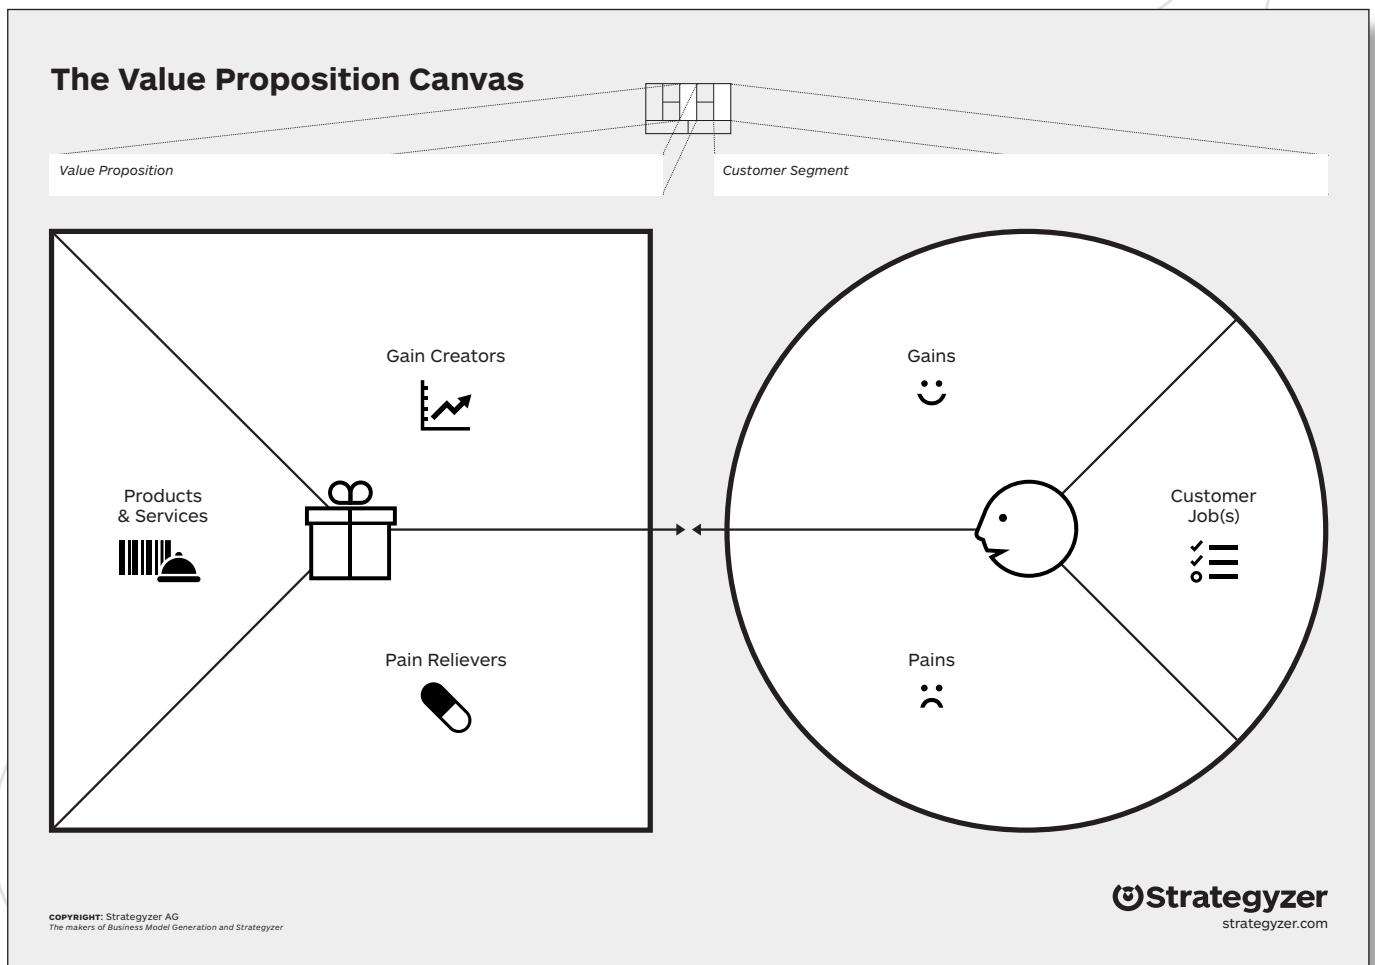 The Value Proposition Canvas
Value Proposition
Customer Segment
Gain Creators
Gains
Products
& Services
Customer
Job(s)
Pain Relievers
Pains
COPYRIGHT: Strategyzer AG
The makers of Business Model Generation and Strategyzer
Strategyzer
strategyzer.com